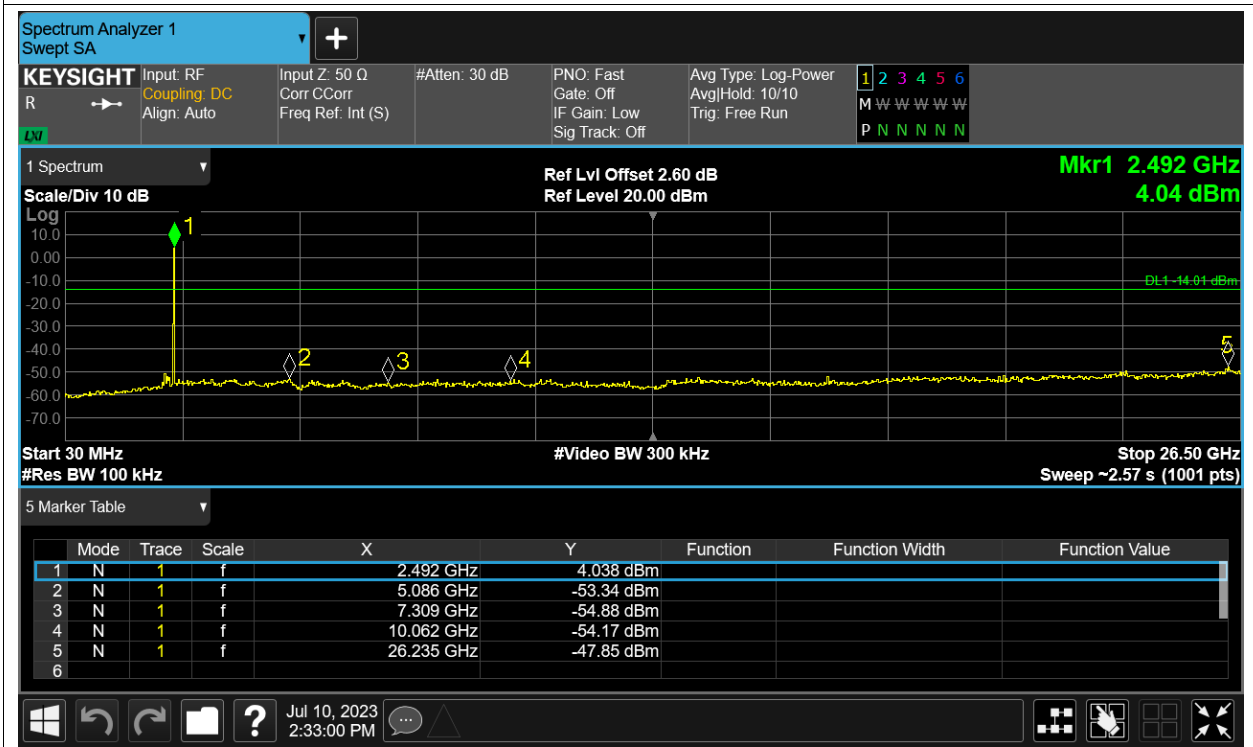 Spectrum Analyzer 1
Swept SA
+
KEYSIGHT Input: RF Input Z: 50 Ω #Atten: 30 dB PNO: Fast Avg Type: Log-Power 1 2 3 4 5 6
R Coupling: DC Corr CCorr Gate: Off Avg|Hold: 10/10 M W W W W W
Align: Auto Freq Ref: Int (S) IF Gain: Low Trig: Free Run
LXI Sig Track: Off P N N N N N
1 Spectrum Ref Lvl Offset 2.60 dB Mkr1 2.492 GHz
Scale/Div 10 dB Ref Level 20.00 dBm 4.04 dBm
Log
1
10.0
0.00
-10.0 DL1 -14.01 dBm
-20.0
-30.0
-40.0
2 3 4 5
-50.0
-60.0
-70.0
Start 30 MHz #Video BW 300 kHz Stop 26.50 GHz
#Res BW 100 kHz Sweep ~2.57 s (1001 pts)
5 Marker Table
Mode Trace Scale X Y Function Function Width Function Value
1 N 1 f 2.492 GHz 4.038 dBm
2 N 1 f 5.086 GHz -53.34 dBm
3 N 1 f 7.309 GHz -54.88 dBm
4 N 1 f 10.062 GHz -54.17 dBm
5 N 1 f 26.235 GHz -47.85 dBm
6
? Jul 10, 2023
2:33:00 PM